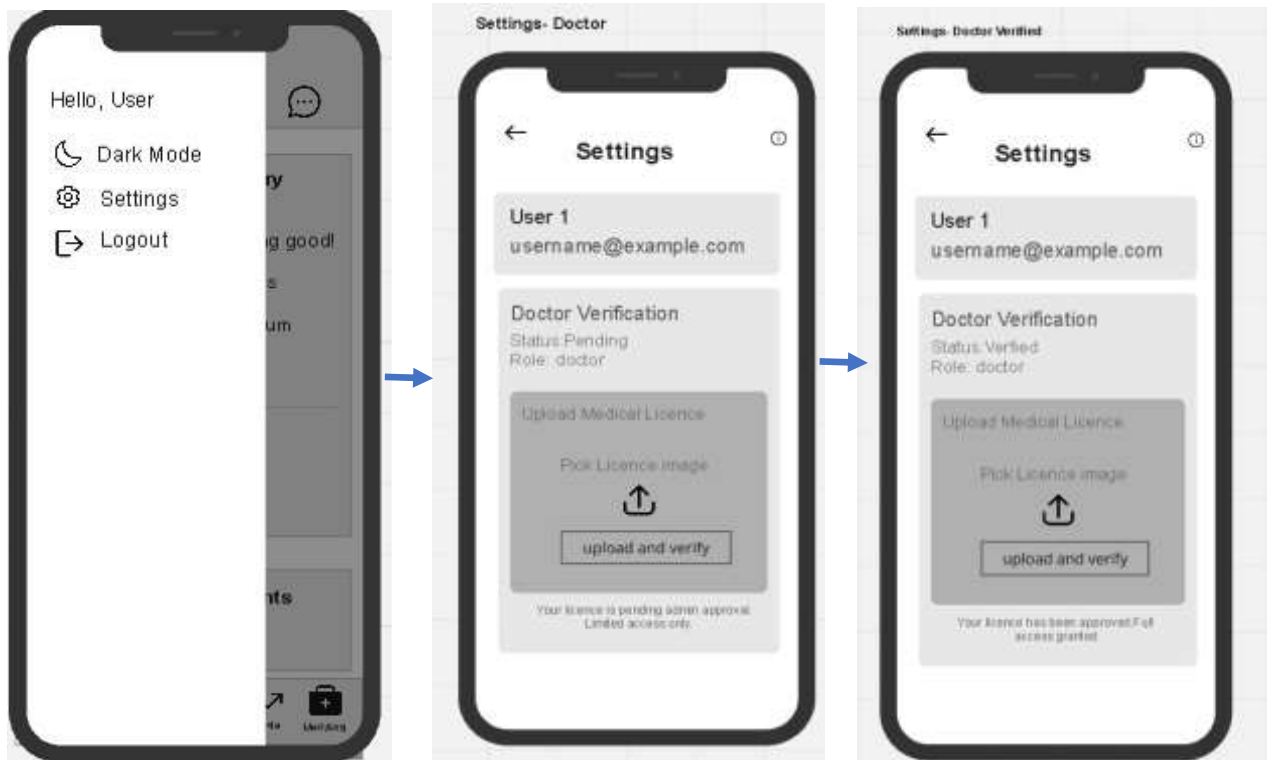 Hello, User
Dark Mode
Settings
Logout
ry
ng good!
s
um
nts
Settings- Doctor
Settings
User 1
username@example.com
Doctor Verification
Status:Pending
Role: doctor
Upload Medical Licence
Pick Licence image
upload and verify
Your licence is pending admin approval.
Limited access only.
Settings- Doctor Verified
Settings
User 1
username@example.com
Doctor Verification
Status:Verfied
Role: doctor
Upload Medical Licence
Pick Licence image
upload and verify
Your licence has been approved.Full
access granted